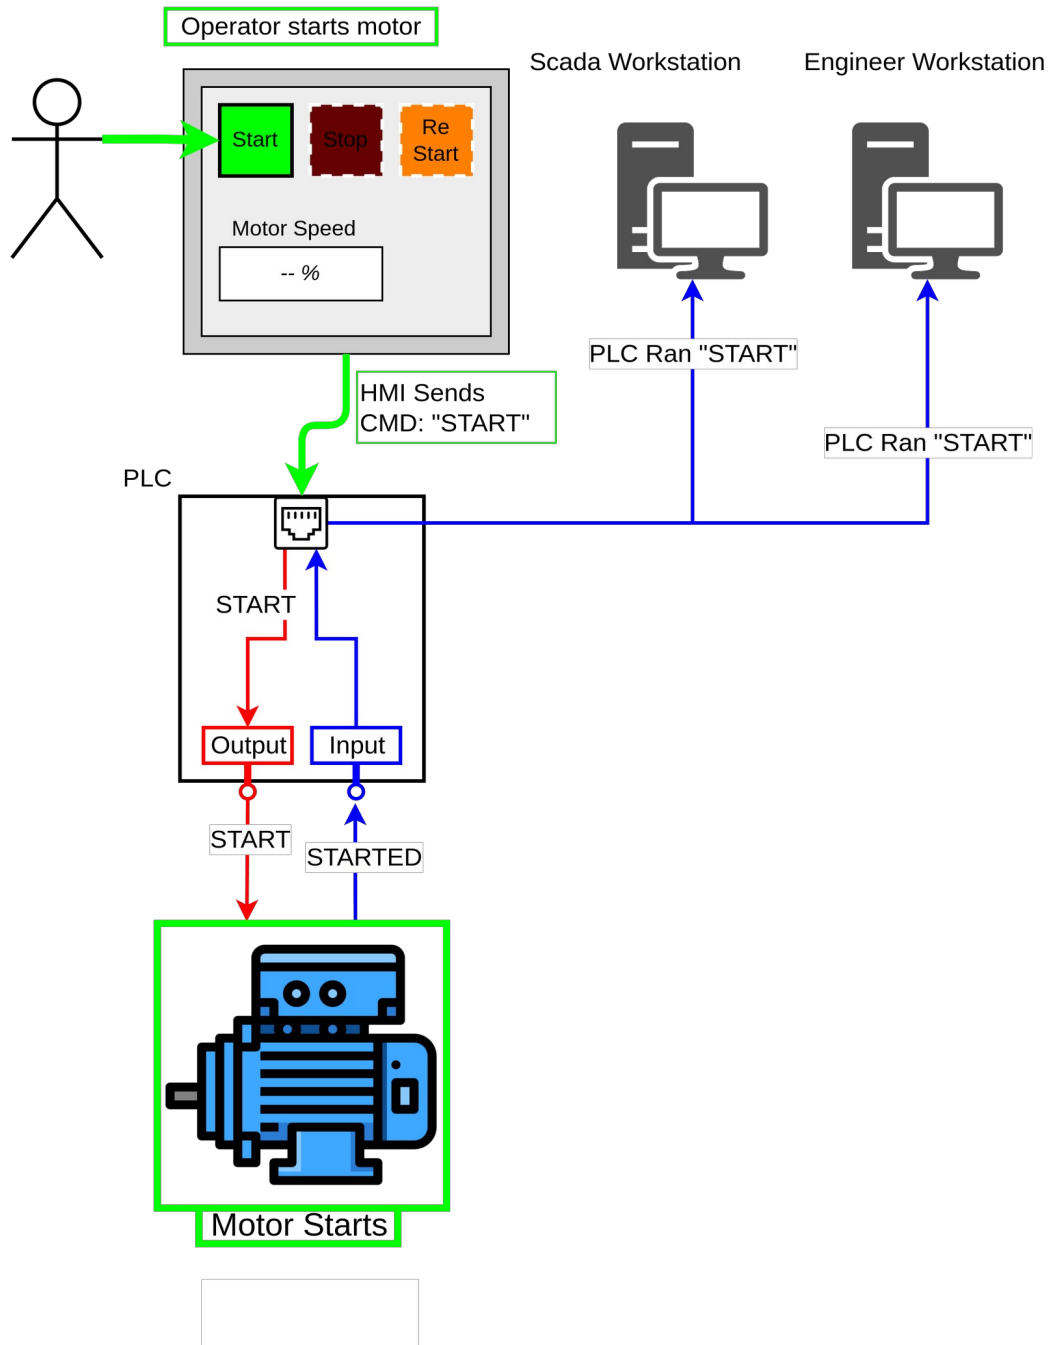 Operator starts motor
Scada Workstation
Engineer Workstation
Start
Stop
Re
Start
Motor Speed
-- %
PLC Ran "START"
HMI Sends
CMD: "START"
PLC Ran "START"
PLC
START
Output
Input
START
STARTED
Motor Starts